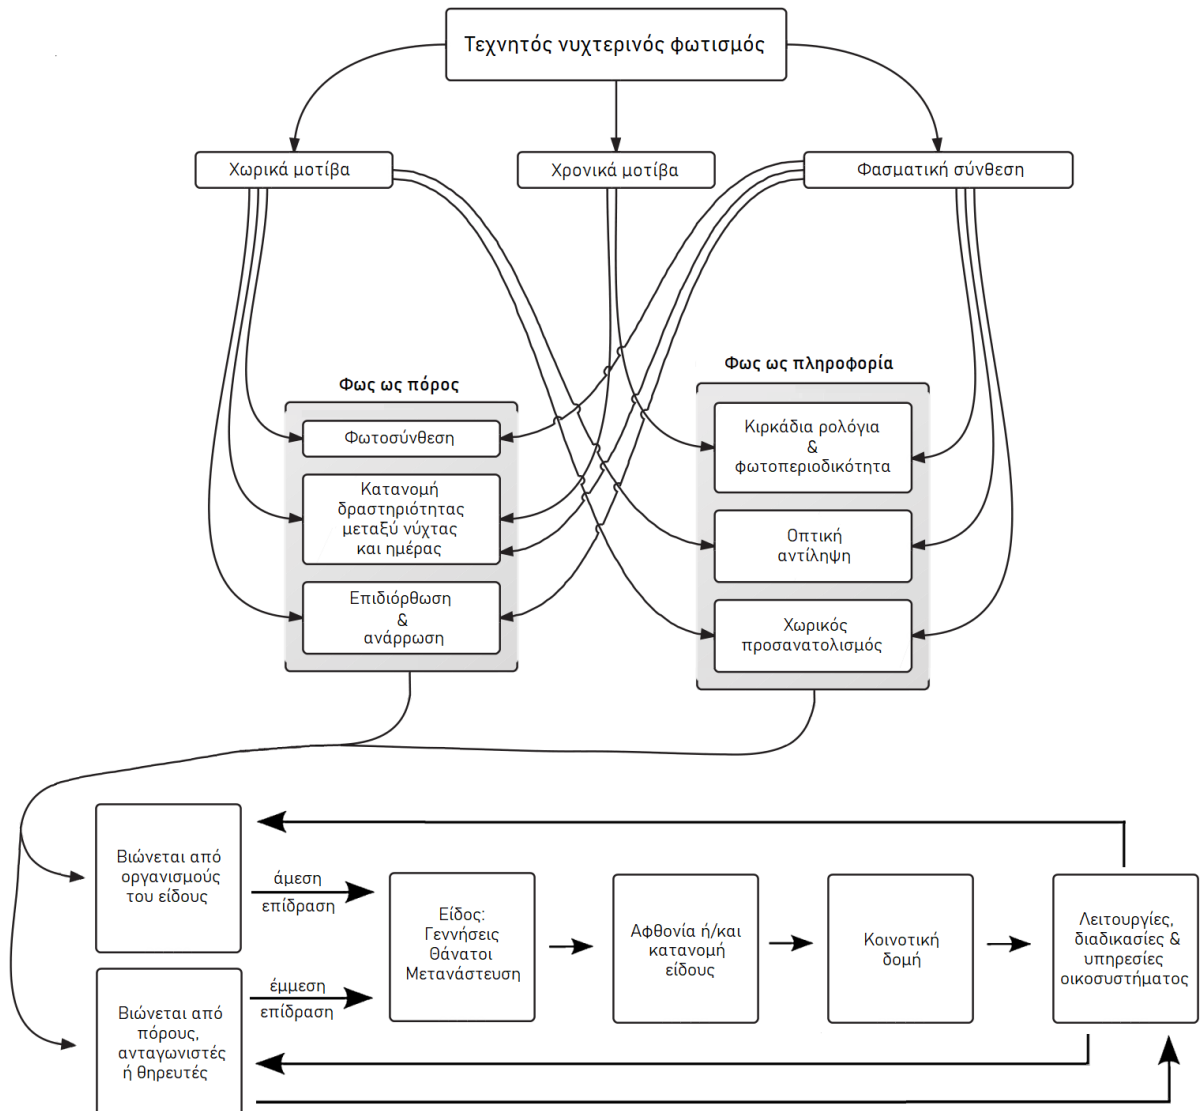 Τεχνητός νυχτερινός φωτισμός
Χωρικά μοτίβα
Χρονικά μοτίβα
Φασματική σύνθεση
Φως ως πόρος
Φωτοσύνθεση
Κατανομή
δραστηριότητας
μεταξύ νύχτας
και ημέρας
Επιδιόρθωση
&
ανάρρωση
Φως ως πληροφορία
Κιρκάδια ρολόγια
&
φωτοπεριοδικότητα
Οπτική
αντίληψη
Χωρικός
προσανατολισμός
Βιώνεται από
οργανισμούς
του είδους
άμεση
επίδραση
Βιώνεται από
πόρους,
ανταγωνιστές
ή θηρευτές
έμμεση
επίδραση
Είδος:
Γεννήσεις
Θάνατοι
Μετανάστευση
Αφθονία ή/και
κατανομή
είδους
Κοινοτική
δομή
Λειτουργίες,
διαδικασίες &
υπηρεσίες
οικοσυστήματος